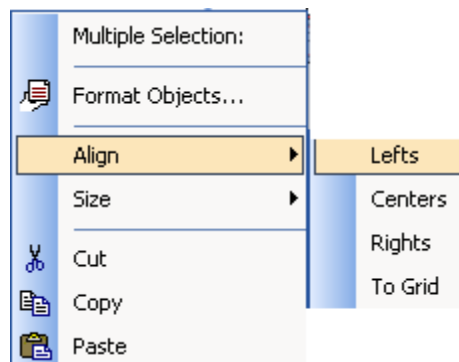 Multiple Selection:
Format Objects...
Align
Size
Cut
Copy
Paste
Lefts
Centers
Rights
To Grid